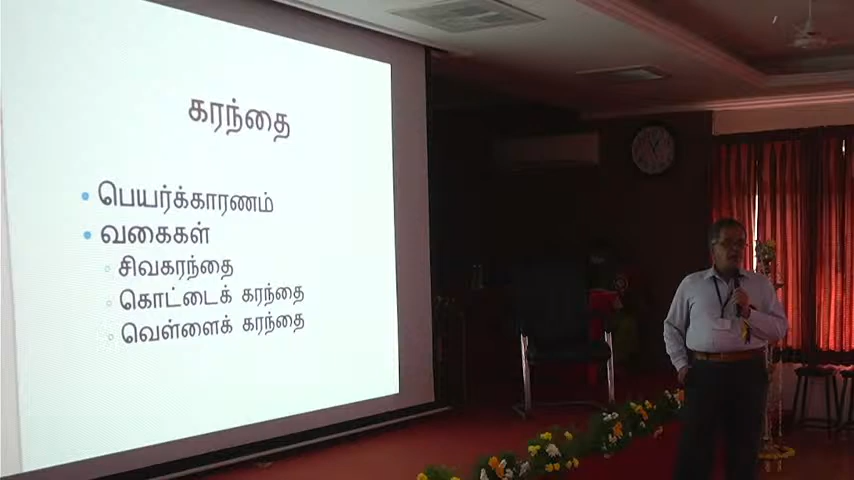 கரந்தை
பெயர்க்காரணம்
வகைகள்
சிவகரந்தை
கொட்டைக் கரந்தை
வெள்ளைக் கரந்தை